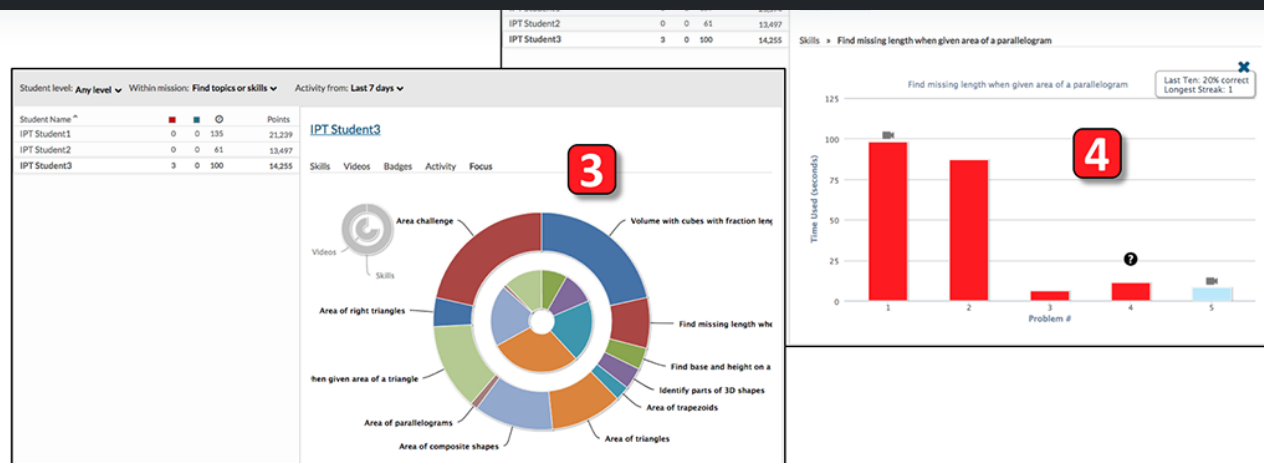 IPT Student2 0 0 61 13,497
IPT Student3 3 0 100 14,255
Student level: Any level Within mission: Find topics or skills Activity from: Last 7 days
Student Name Points
IPT Student1 0 0 135 21,239
IPT Student2 0 0 61 13,497
IPT Student3 3 0 100 14,255
IPT Student3
Skills Videos Badges Activity Focus
3
Videos
Skills
Area challenge
Volume with cubes with fraction
Area of right triangles
Find missing length
given area of a triangle
Find base and height on a
Identify parts of 3D shapes
Area of trapezoids
Area of parallelograms
Area of triangles
Area of composite shapes
Skills » Find missing length when given area of a parallelogram
Find missing length when given area of a parallelogram
Last Ten: 20% correct
Longest Streak: 1
4
Time Used (seconds)
125
100
75
50
25
0
?
1 2 3 4 5
Problem #